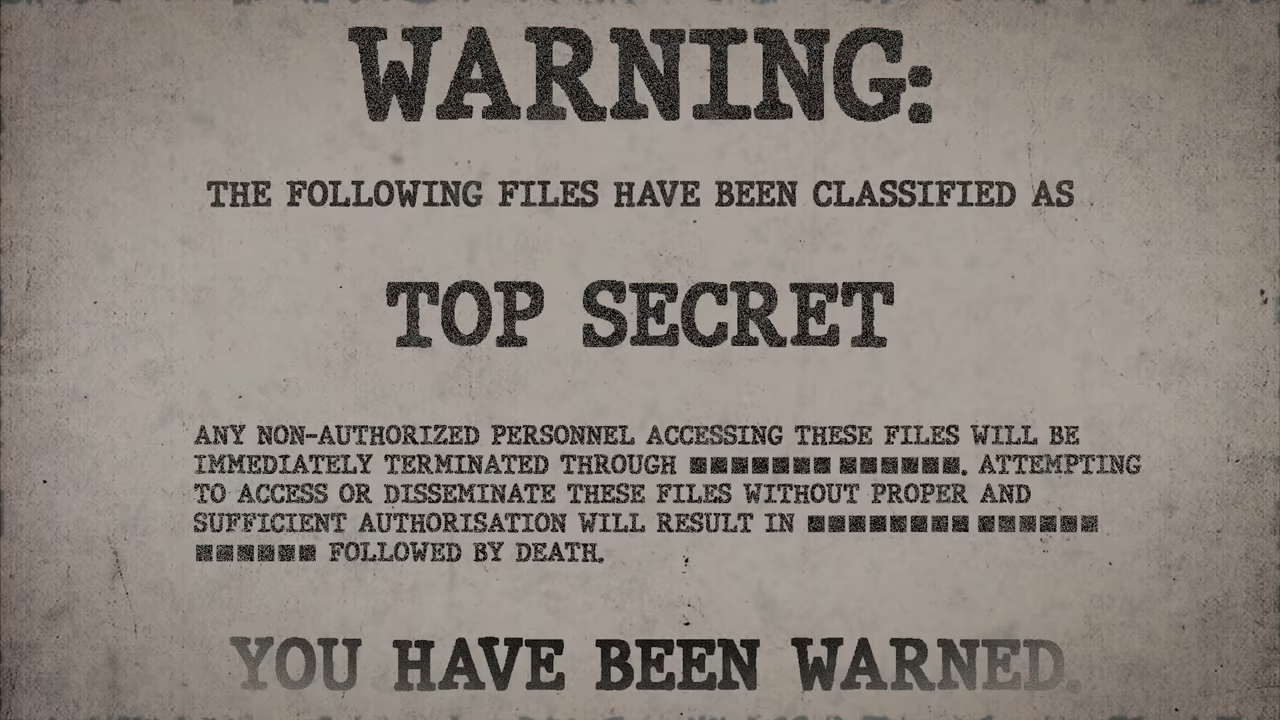 WARNING:
THE FOLLOWING FILES HAVE BEEN CLASSIFIED AS
TOP SECRET
ANY NON-AUTHORIZED PERSONNEL ACCESSING THESE FILES WILL BE
IMMEDIATELY TERMINATED THROUGH ■■■■■■■ ■■■■■■. ATTEMPTING
TO ACCESS OR DISSEMINATE THESE FILES WITHOUT PROPER AND
SUFFICIENT AUTHORISATION WILL RESULT IN ■■■■■■■■ ■■■■■■
■■■■■■ FOLLOWED BY DEATH.
YOU HAVE BEEN WARNED.